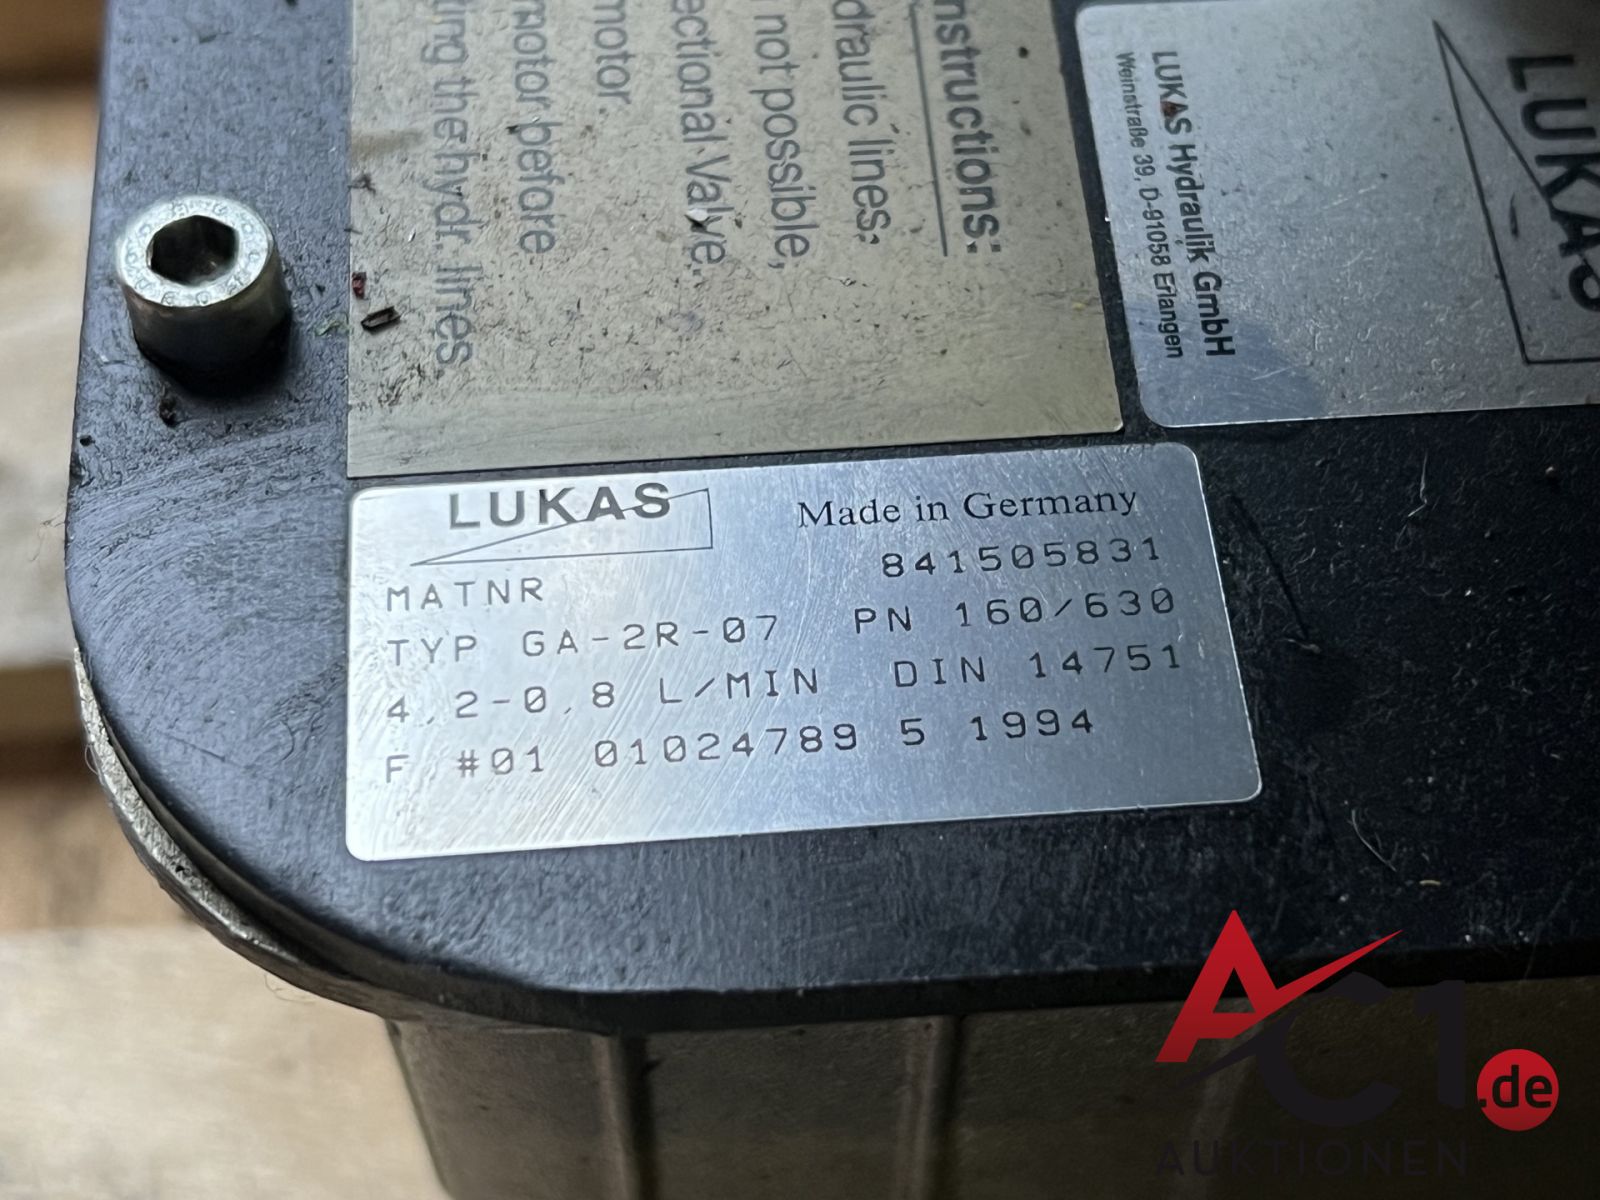 nstructions:
draulic lines:
not possible,
ectional Valve.
motor.
motor before
ting the hydr. lines.
LUKAS Hydraulik GmbH
Weinstraße 39, D-91058 Erlangen
LUKAS
LUKAS
Made in Germany
MATNR 841505831
TYP GA-2R-07 PN 160/630
4,2-0,8 L/MIN DIN 14751
F #01 01024789 5 1994
AC1.de
AUKTIONEN